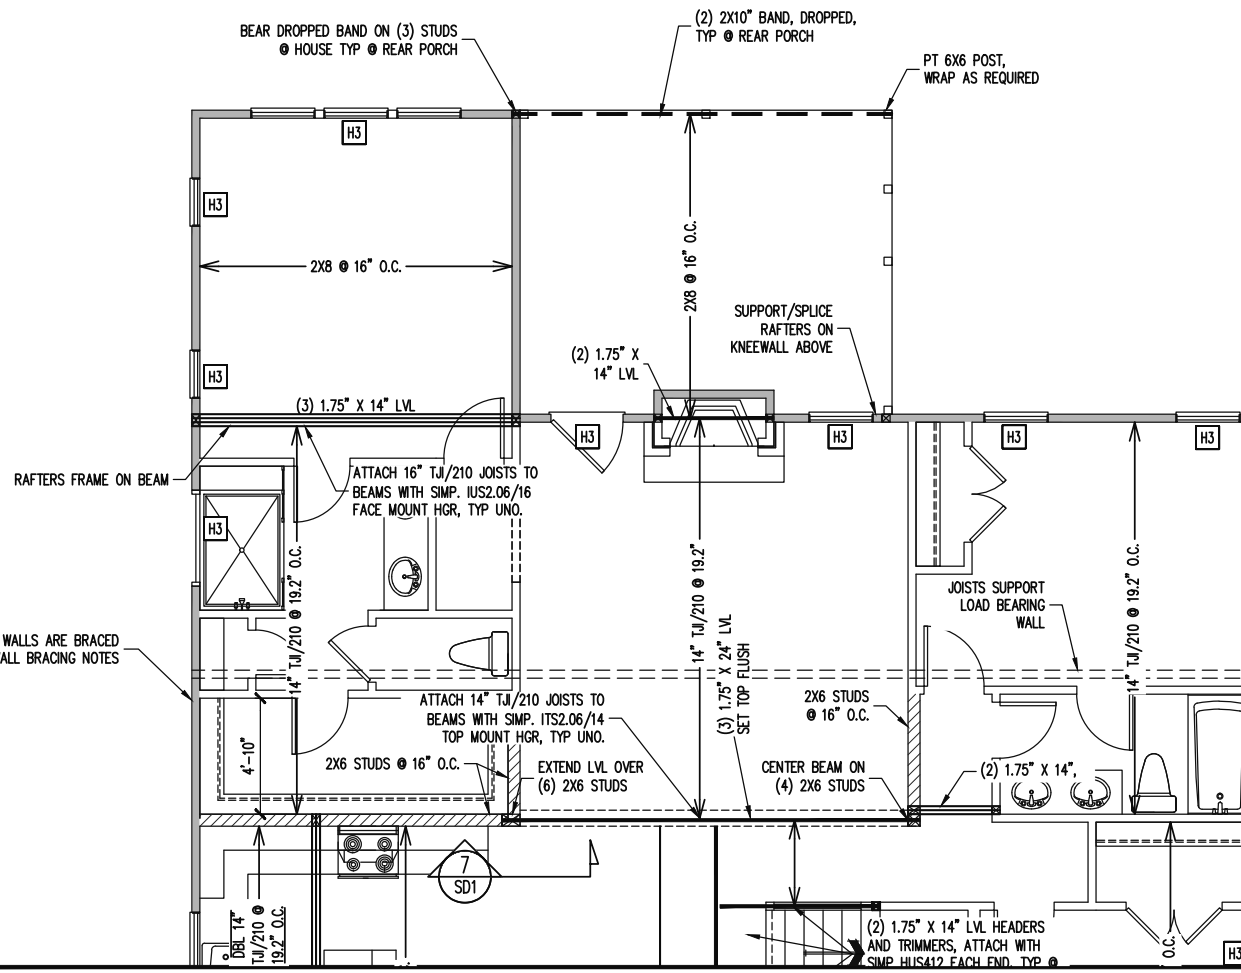 BEAR DROPPED BAND ON (3) STUDS
@ HOUSE TYP @ REAR PORCH
(2) 2X10" BAND, DROPPED,
TYP @ REAR PORCH
PT 6X6 POST,
WRAP AS REQUIRED
H3
H3
2X8 @ 16" O.C.
2X8 @ 16" O.C.
SUPPORT/SPLICE
RAFTERS ON
KNEEWALL ABOVE
(2) 1.75" X
14" LVL
H3
(3) 1.75" X 14" LVL
H3
H3
H3
H3
RAFTERS FRAME ON BEAM
ATTACH 16" TJI/210 JOISTS TO
BEAMS WITH SIMP. IUS2.06/16
FACE MOUNT HGR, TYP UNO.
H3
14" TJI/210 @ 19.2" O.C.
14" TJI/210 @ 19.2"
(3) 1.75" X 24" LVL
SET TOP FLUSH
14" TJI/210 @ 19.2" O.C.
JOISTS SUPPORT
LOAD BEARING
WALL
WALLS ARE BRACED
ALL BRACING NOTES
ATTACH 14" TJI/210 JOISTS TO
BEAMS WITH SIMP. ITS2.06/14
TOP MOUNT HGR, TYP UNO.
2X6 STUDS
@ 16" O.C.
4'-10"
2X6 STUDS @ 16" O.C.
EXTEND LVL OVER
(6) 2X6 STUDS
CENTER BEAM ON
(4) 2X6 STUDS
(2) 1.75" X 14",
7
SD1
DBL 14"
TJI/210 @
19.2" O.C.
(2) 1.75" X 14" LVL HEADERS
AND TRIMMERS, ATTACH WITH
SIMP HUS412 EACH END, TYP @
O.C.
H3